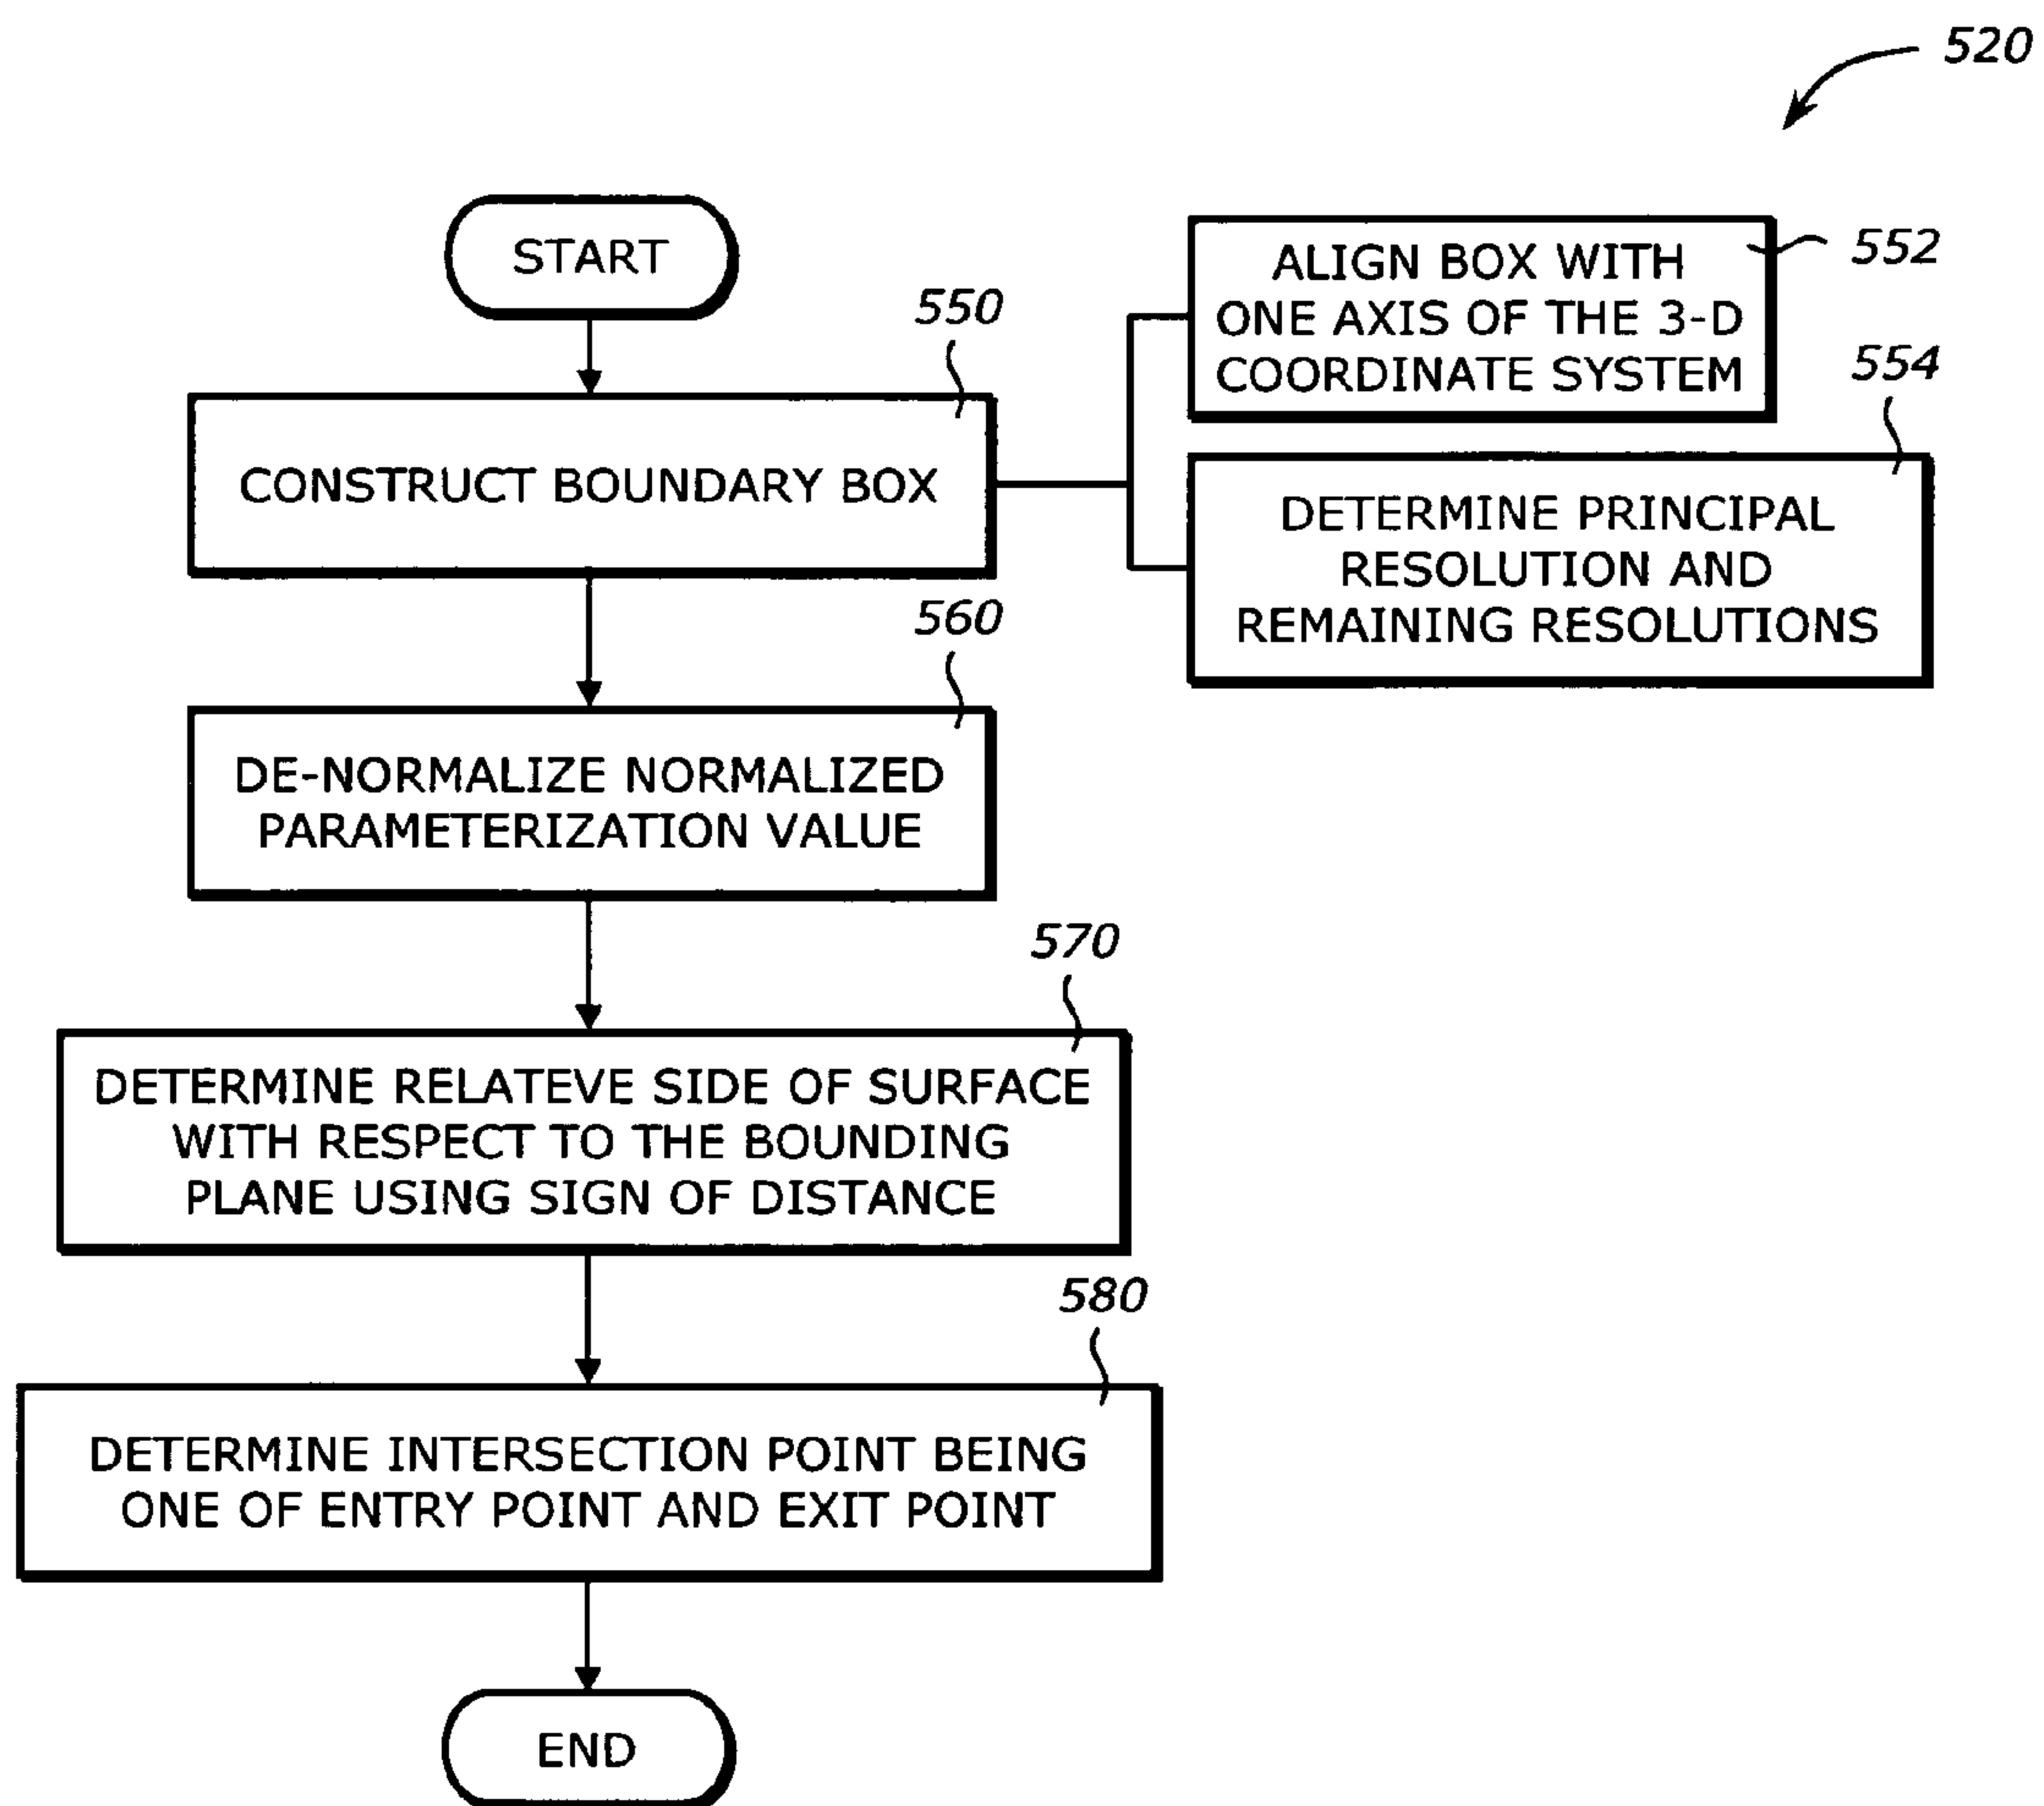 520
START
550
CONSTRUCT BOUNDARY BOX
552
ALIGN BOX WITH
ONE AXIS OF THE 3-D
COORDINATE SYSTEM
554
DETERMINE PRINCIPAL
RESOLUTION AND
REMAINING RESOLUTIONS
560
DE-NORMALIZE NORMALIZED
PARAMETERIZATION VALUE
570
DETERMINE RELATEVE SIDE OF SURFACE
WITH RESPECT TO THE BOUNDING
PLANE USING SIGN OF DISTANCE
580
DETERMINE INTERSECTION POINT BEING
ONE OF ENTRY POINT AND EXIT POINT
END